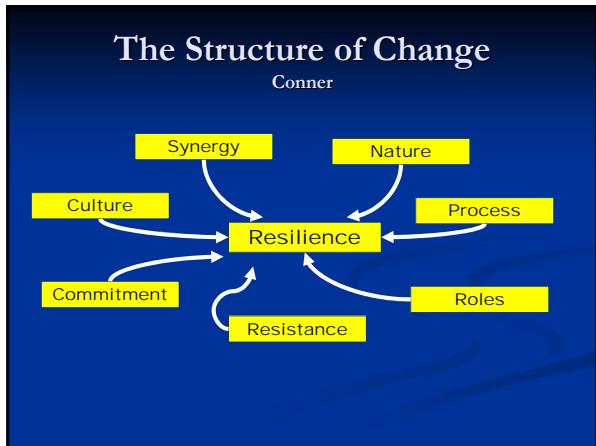 The Structure of Change
Conner
Synergy
Nature
Culture
Process
Resilience
Commitment
Roles
Resistance